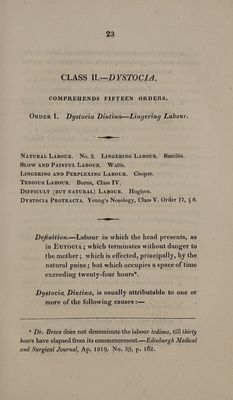 23
CLASS II.—DYSTOCIA.
COMPREHENDS FIFTEEN ORDERS.
ORDER I. Dystocia Diutina—Lingering Labour.
NATURAL LABOUR. No. 3. LINGERING LABOUR. Smellie.
SLOW AND PAINFUL LABOUR. Watts.
LINGERING AND PERPLEXING LABOUR. Cooper.
TEDIOUS LABOUR. Burns, Class IV.
DIFFICULT (BUT NATURAL) LABOUR. Hogben.
DYSTOCIA PROTRACTA. Young's Nosology, Class V. Order 17, § 6.
Definition.—Labour in which the head presents, as
in EUTOCIA; which terminates without danger to
the mother; which is effected, principally, by the
natural pains; but which occupies a space of time
exceeding twenty-four hours*.
Dystocia Diutina, is usually attributable to one or
more of the following causes:—
* Dr. Breen does not denominate the labour tedious, till thirty
hours have elapsed from its commencement.—Edinburgh Medical
and Surgical Journal, Ap. 1819. No. 59, p. 162.